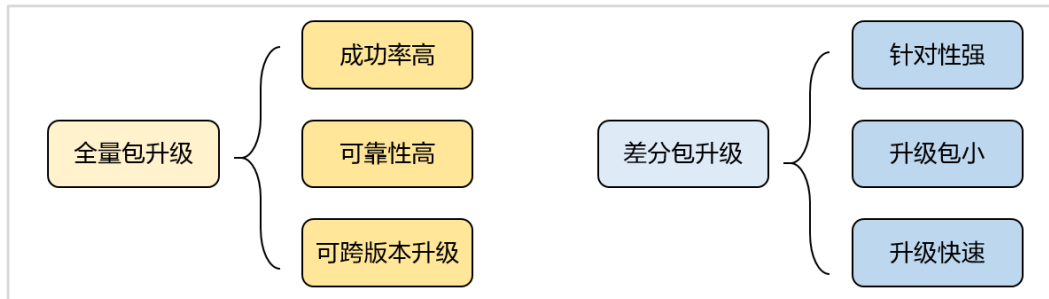 全量包升级
成功率高
可靠性高
可跨版本升级
差分包升级
针对性强
升级包小
升级快速